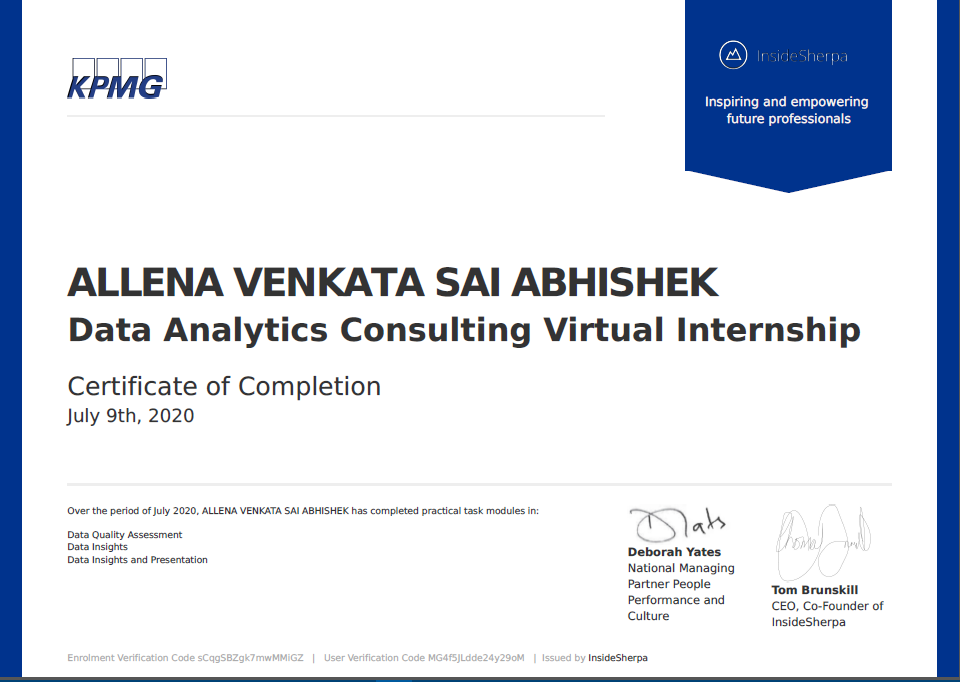 KPMG
InsideSherpa
Inspiring and empowering
future professionals
ALLENA VENKATA SAI ABHISHEK
Data Analytics Consulting Virtual Internship
Certificate of Completion
July 9th, 2020
Over the period of July 2020, ALLENA VENKATA SAI ABHISHEK has completed practical task modules in:
Data Quality Assessment
Data Insights
Data Insights and Presentation
Deborah Yates
National Managing
Partner People
Performance and
Culture
Tom Brunskill
CEO, Co-Founder of
InsideSherpa
Enrolment Verification Code sCqgSBZgk7mwMMiGZ | User Verification Code MG4f5JLdde24y29oM | Issued by InsideSherpa